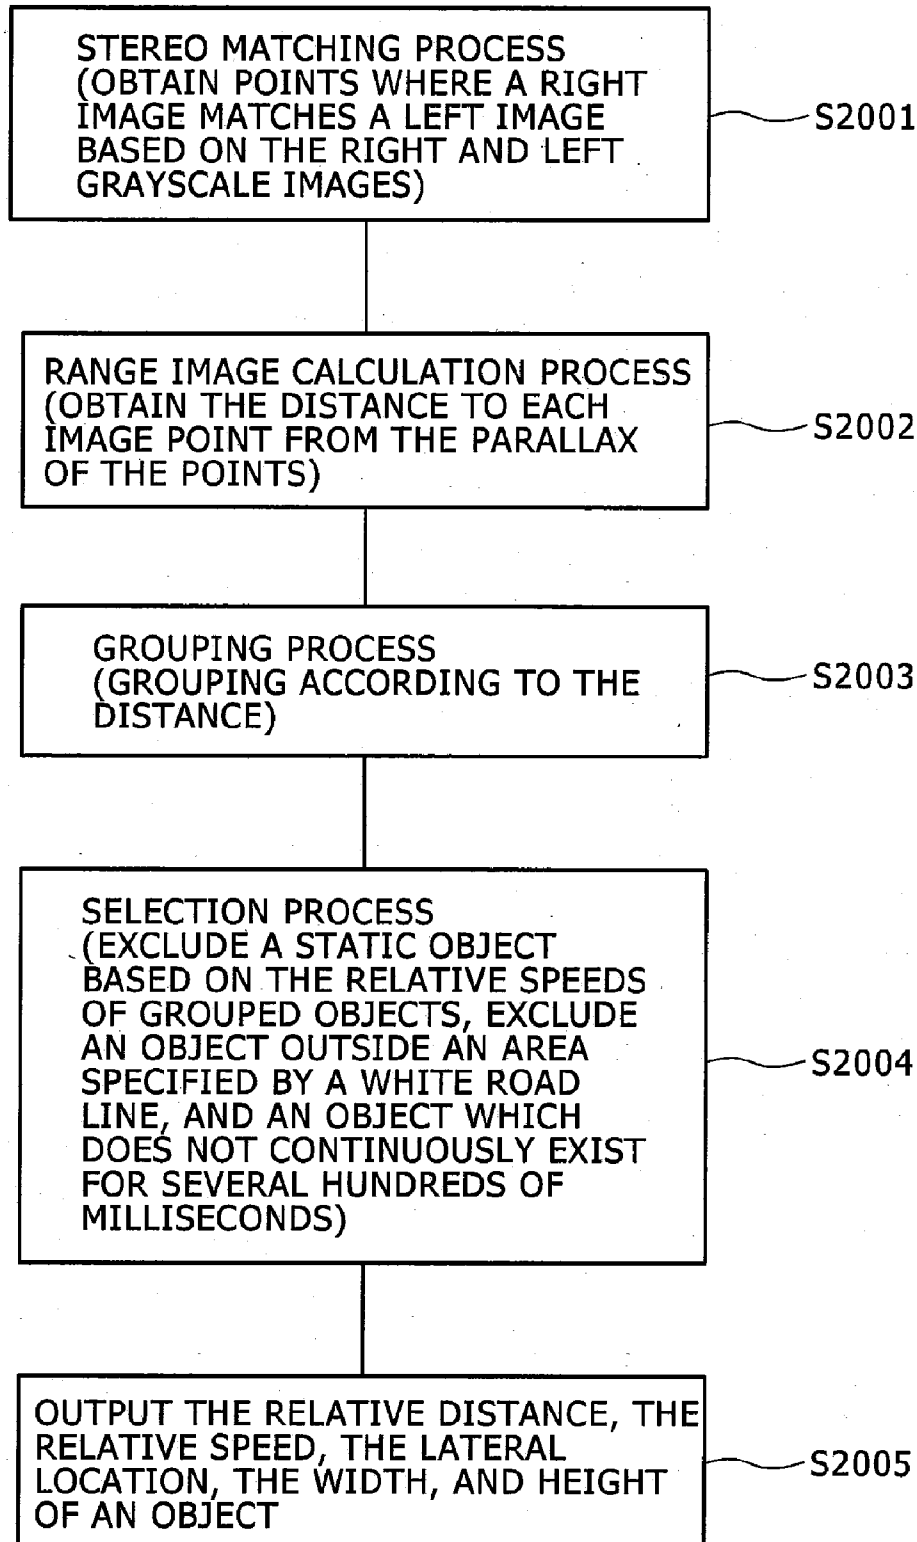 STEREO MATCHING PROCESS
(OBTAIN POINTS WHERE A RIGHT
IMAGE MATCHES A LEFT IMAGE
BASED ON THE RIGHT AND LEFT
GRAYSCALE IMAGES)
S2001
RANGE IMAGE CALCULATION PROCESS
(OBTAIN THE DISTANCE TO EACH
IMAGE POINT FROM THE PARALLAX
OF THE POINTS)
S2002
GROUPING PROCESS
(GROUPING ACCORDING TO THE
DISTANCE)
S2003
SELECTION PROCESS
(EXCLUDE A STATIC OBJECT
BASED ON THE RELATIVE SPEEDS
OF GROUPED OBJECTS, EXCLUDE
AN OBJECT OUTSIDE AN AREA
SPECIFIED BY A WHITE ROAD
LINE, AND AN OBJECT WHICH
DOES NOT CONTINUOUSLY EXIST
FOR SEVERAL HUNDREDS OF
MILLISECONDS)
S2004
OUTPUT THE RELATIVE DISTANCE, THE
RELATIVE SPEED, THE LATERAL
LOCATION, THE WIDTH, AND HEIGHT
OF AN OBJECT
S2005